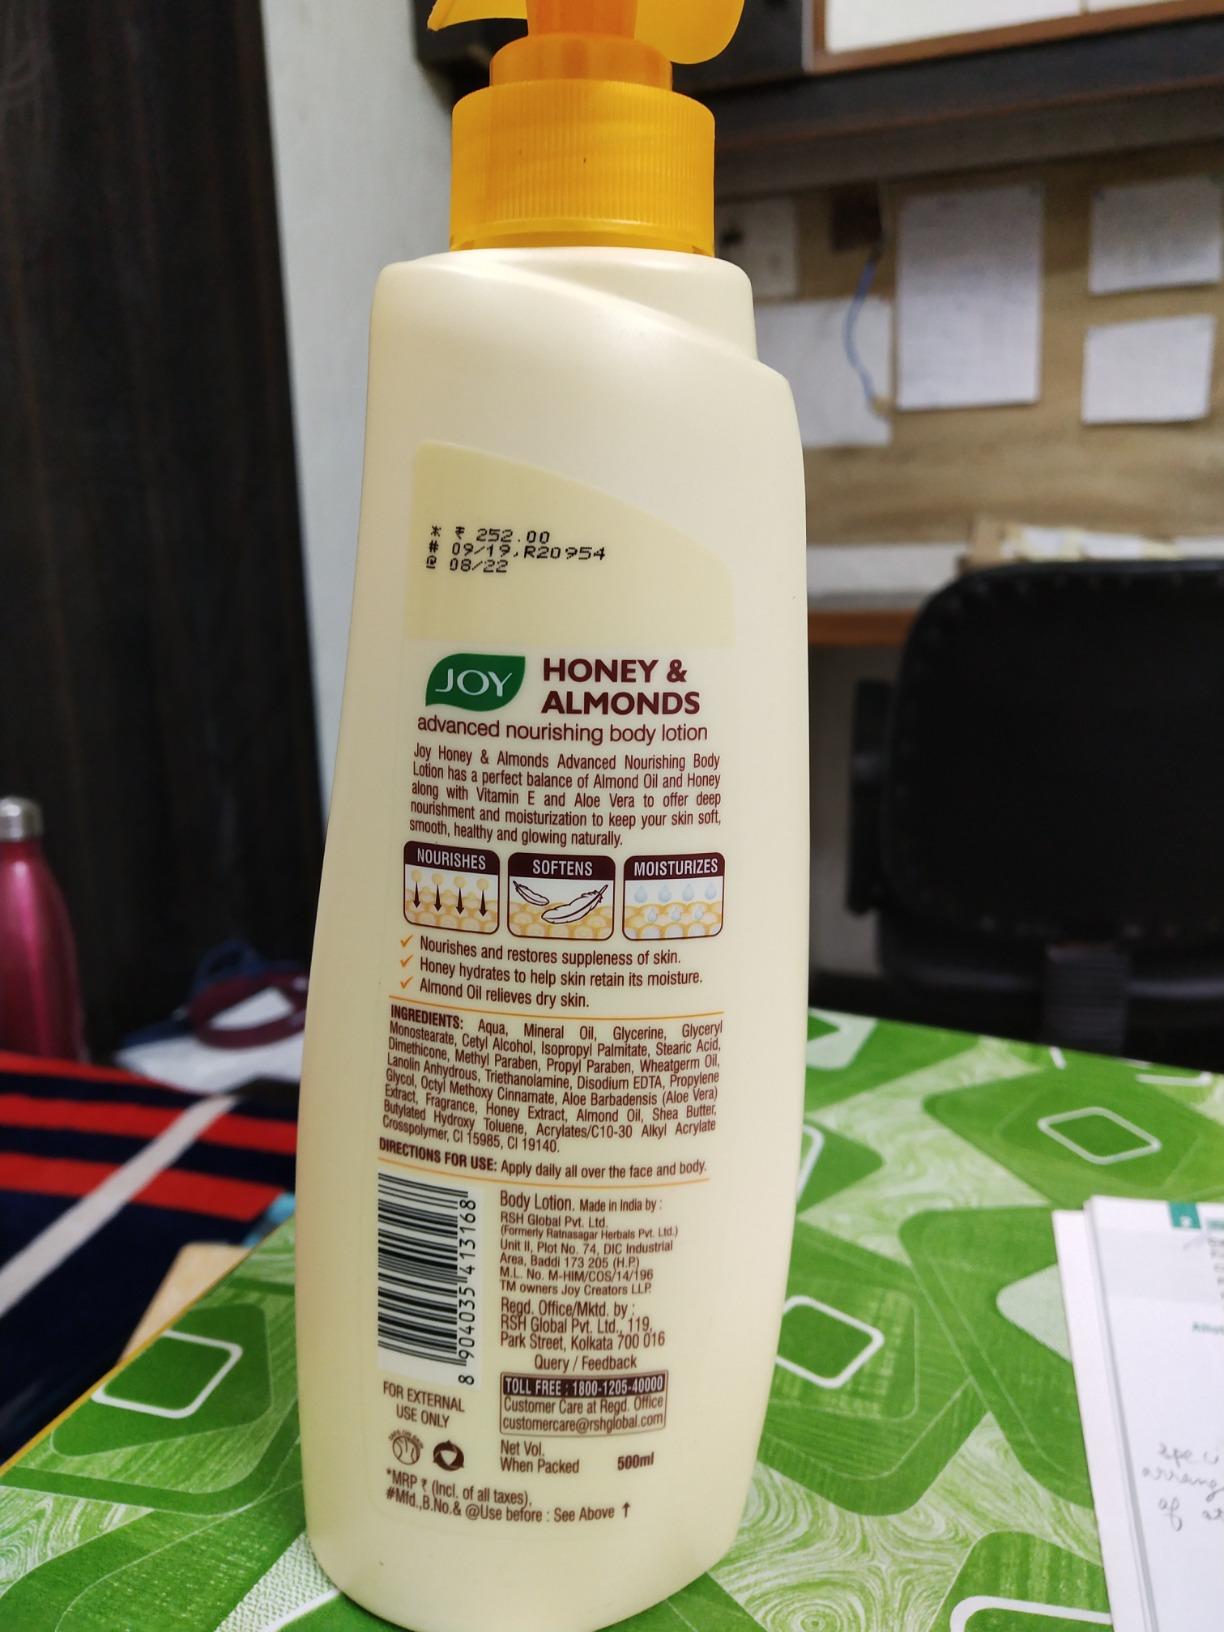 * ₹ 252.00
# 09/19, R20954
@ 08/22
JOY
HONEY &
ALMONDS
advanced nourishing body lotion
Joy Honey & Almonds Advanced Nourishing Body
Lotion has a perfect balance of Almond Oil and Honey
along with Vitamin E and Aloe Vera to offer deep
nourishment and moisturization to keep your skin soft,
smooth, healthy and glowing naturally.
NOURISHES
SOFTENS
MOISTURIZES
✓ Nourishes and restores suppleness of skin.
✓ Honey hydrates to help skin retain its moisture.
✓ Almond Oil relieves dry skin.
INGREDIENTS: Aqua, Mineral Oil, Glycerine, Glyceryl
Monostearate, Cetyl Alcohol, Isopropyl Palmitate, Stearic Acid,
Dimethicone, Methyl Paraben, Propyl Paraben, Wheatgerm Oil,
Lanolin Anhydrous, Triethanolamine, Disodium EDTA, Propylene
Glycol, Octyl Methoxy Cinnamate, Aloe Barbadensis (Aloe Vera)
Extract, Fragrance, Honey Extract, Almond Oil, Shea Butter,
Butylated Hydroxy Toluene, Acrylates/C10-30 Alkyl Acrylate
Crosspolymer, CI 15985, CI 19140.
DIRECTIONS FOR USE: Apply daily all over the face and body.
8 904035 413168
Body Lotion. Made in India by :
RSH Global Pvt. Ltd.
(Formerly Ratnasagar Herbals Pvt. Ltd.)
Unit II, Plot No. 74, DIC Industrial
Area, Baddi 173 205 (H.P.)
M.L. No. M-HIM/COS/14/196
TM owners Joy Creators LLP.
Regd. Office/Mktd. by :
RSH Global Pvt. Ltd., 119,
Park Street, Kolkata 700 016
Query / Feedback
TOLL FREE : 1800-1205-40000
Customer Care at Regd. Office
customercare@rshglobal.com
FOR EXTERNAL
USE ONLY
Net Vol.
When Packed 500ml
*MRP ₹ (Incl. of all taxes),
#Mfd.,B.No.& @Use before : See Above ↑